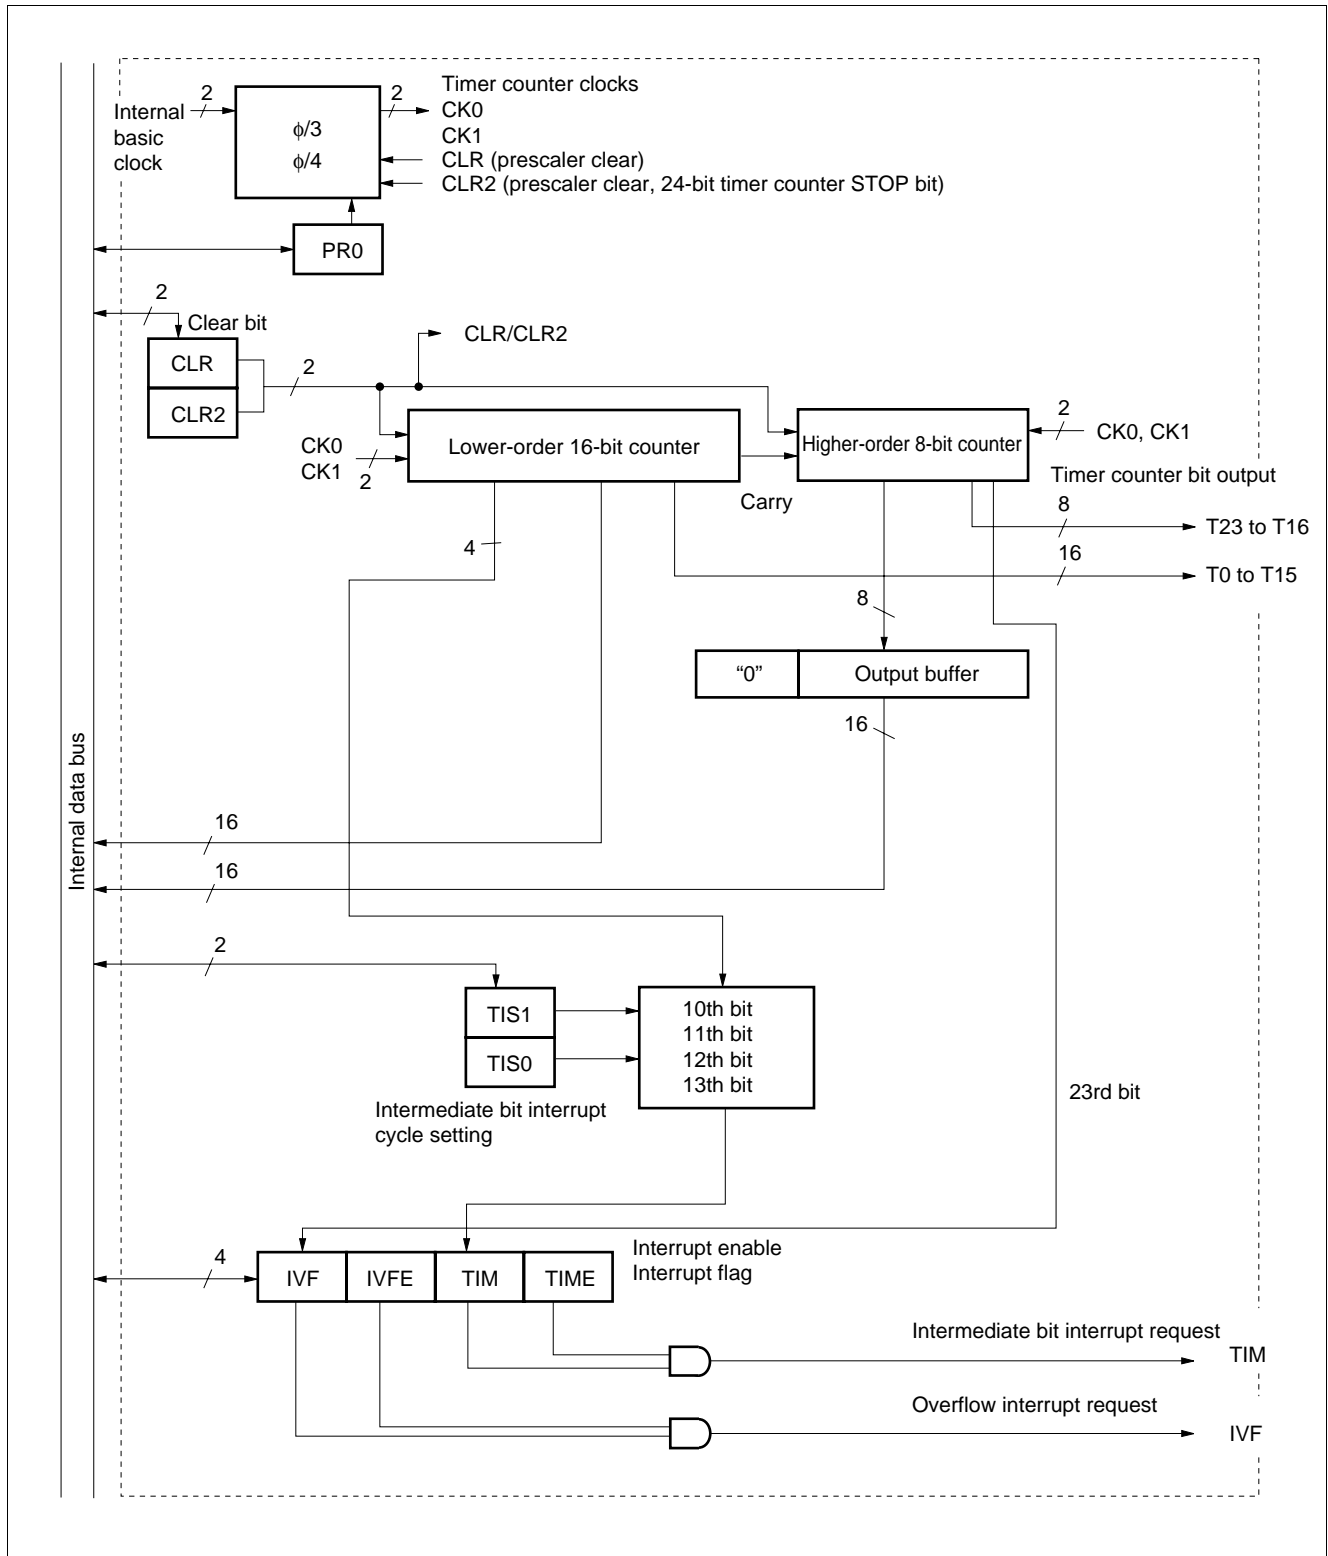 Timer counter clocks
2
2
Internal
basic
clock
ϕ/3
ϕ/4
CK0
CK1
CLR (prescaler clear)
CLR2 (prescaler clear, 24-bit timer counter STOP bit)
PR0
2
Clear bit
CLR
CLR2
2
CLR/CLR2
CK0
CK1
2
Lower-order 16-bit counter
Carry
Higher-order 8-bit counter
2
CK0, CK1
Timer counter bit output
8
T23 to T16
16
T0 to T15
4
8
"0"
Output buffer
16
Internal data bus
16
16
2
TIS1
TIS0
10th bit
11th bit
12th bit
13th bit
Intermediate bit interrupt
cycle setting
23rd bit
4
IVF
IVFE
TIM
TIME
Interrupt enable
Interrupt flag
Intermediate bit interrupt request
TIM
Overflow interrupt request
IVF